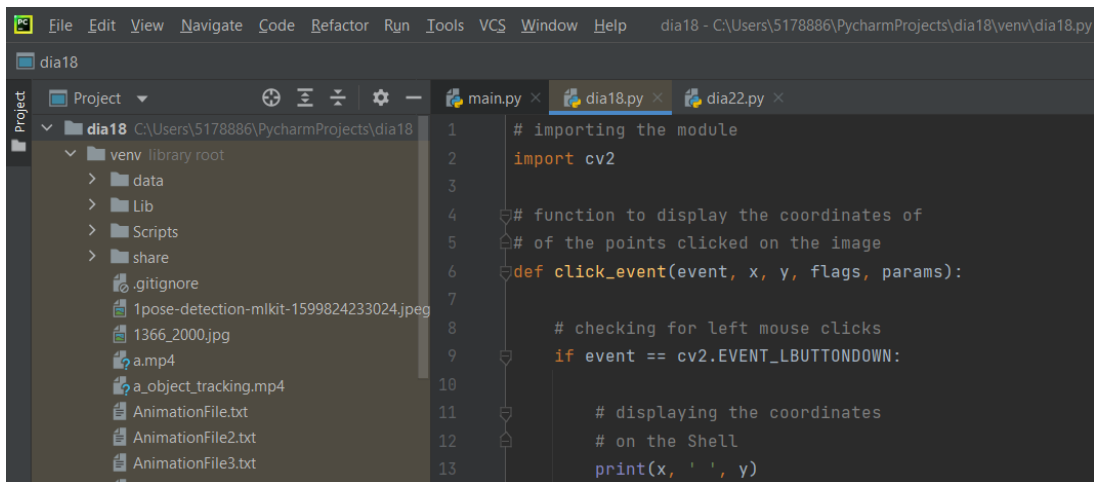 PC File Edit View Navigate Code Refactor Run Tools VCS Window Help dia18 - C:\Users\5178886\PycharmProjects\dia18\venv\dia18.py
dia18
Project
Project
dia18 C:\Users\5178886\PycharmProjects\dia18
venv library root
data
Lib
Scripts
share
.gitignore
1pose-detection-mlkit-1599824233024.jpeg
1366_2000.jpg
a.mp4
a_object_tracking.mp4
AnimationFile.txt
AnimationFile2.txt
AnimationFile3.txt
main.py dia18.py dia22.py
1 # importing the module
2 import cv2
3
4 # function to display the coordinates of
5 # of the points clicked on the image
6 def click_event(event, x, y, flags, params):
7
8 # checking for left mouse clicks
9 if event == cv2.EVENT_LBUTTONDOWN:
10
11 # displaying the coordinates
12 # on the Shell
13 print(x, ' ', y)